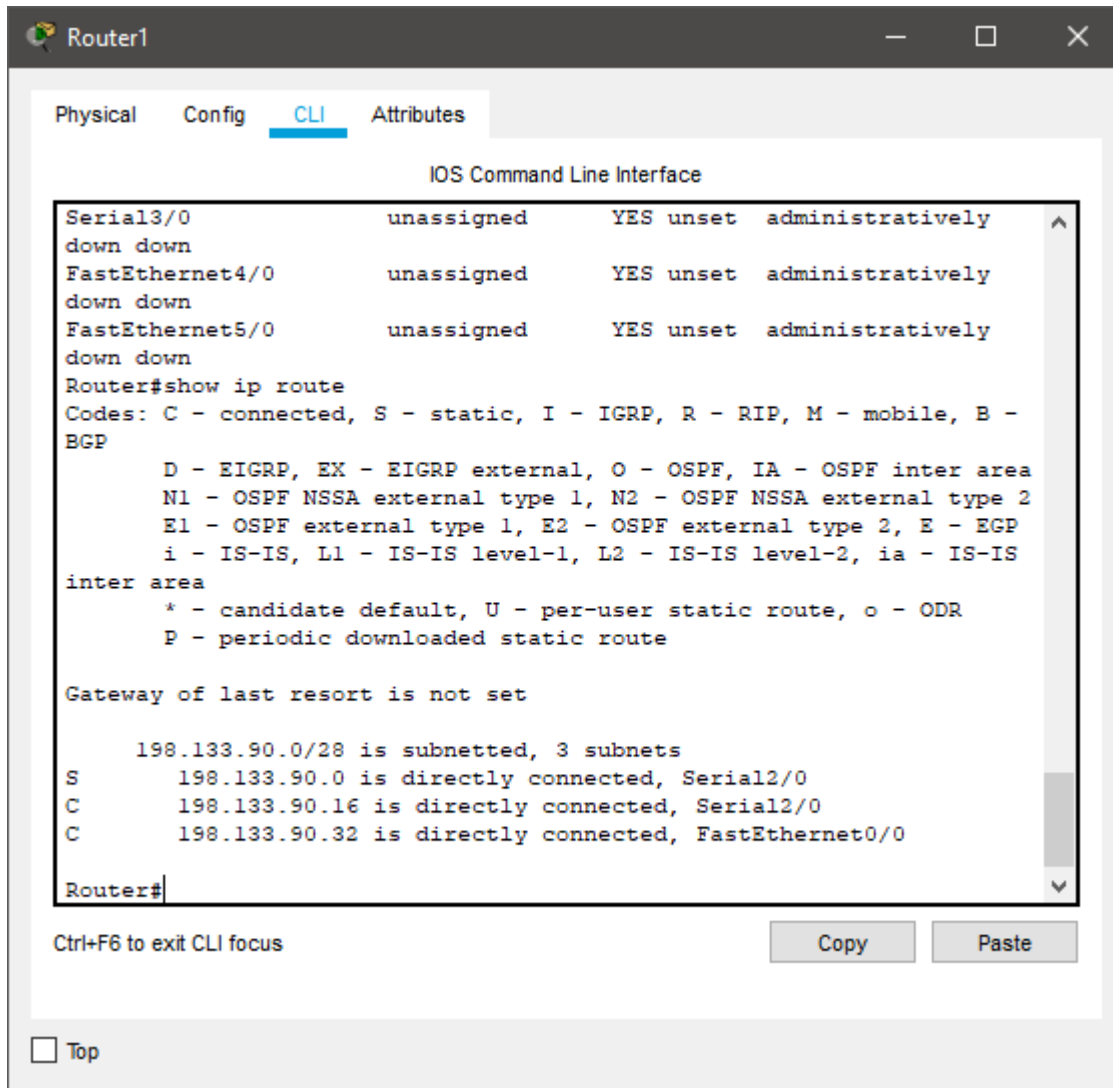 Router1
Physical Config CLI Attributes
IOS Command Line Interface
Serial3/0 unassigned YES unset administratively
down down
FastEthernet4/0 unassigned YES unset administratively
down down
FastEthernet5/0 unassigned YES unset administratively
down down
Router#show ip route
Codes: C - connected, S - static, I - IGRP, R - RIP, M - mobile, B -
BGP
D - EIGRP, EX - EIGRP external, O - OSPF, IA - OSPF inter area
N1 - OSPF NSSA external type 1, N2 - OSPF NSSA external type 2
E1 - OSPF external type 1, E2 - OSPF external type 2, E - EGP
i - IS-IS, L1 - IS-IS level-1, L2 - IS-IS level-2, ia - IS-IS
inter area
* - candidate default, U - per-user static route, o - ODR
P - periodic downloaded static route
Gateway of last resort is not set
198.133.90.0/28 is subnetted, 3 subnets
S 198.133.90.0 is directly connected, Serial2/0
C 198.133.90.16 is directly connected, Serial2/0
C 198.133.90.32 is directly connected, FastEthernet0/0
Router#
Ctrl+F6 to exit CLI focus
Copy Paste
Top